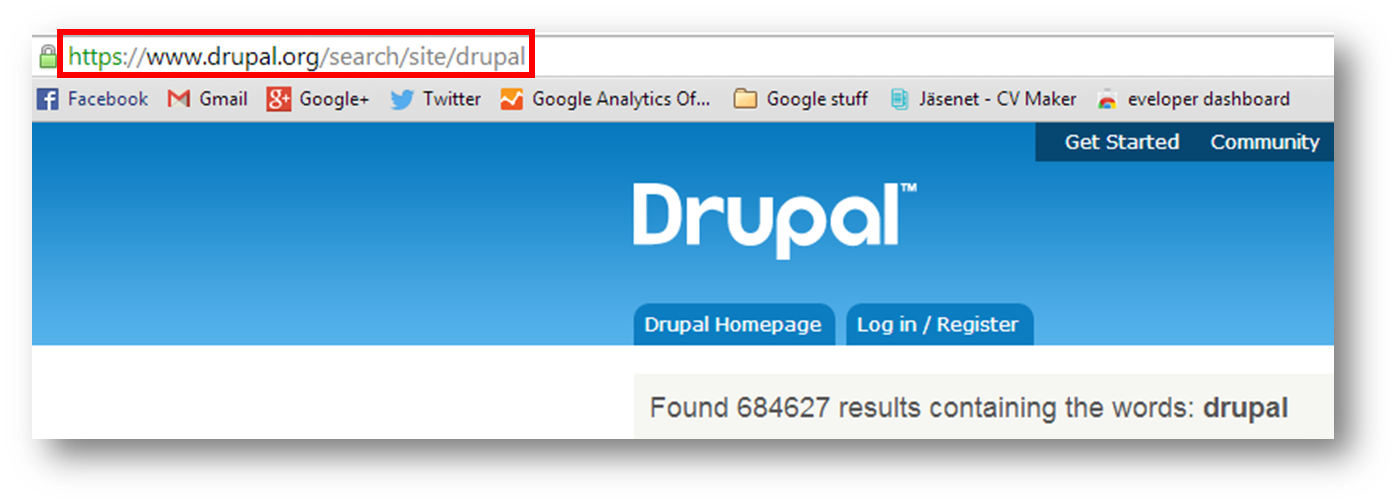 https://www.drupal.org/search/site/drupal
Facebook Gmail Google+ Twitter Google Analytics Of... Google stuff Jäsenet - CV Maker eveloper dashboard
Get Started Community
Drupal™
Drupal Homepage Log in / Register
Found 684627 results containing the words: drupal